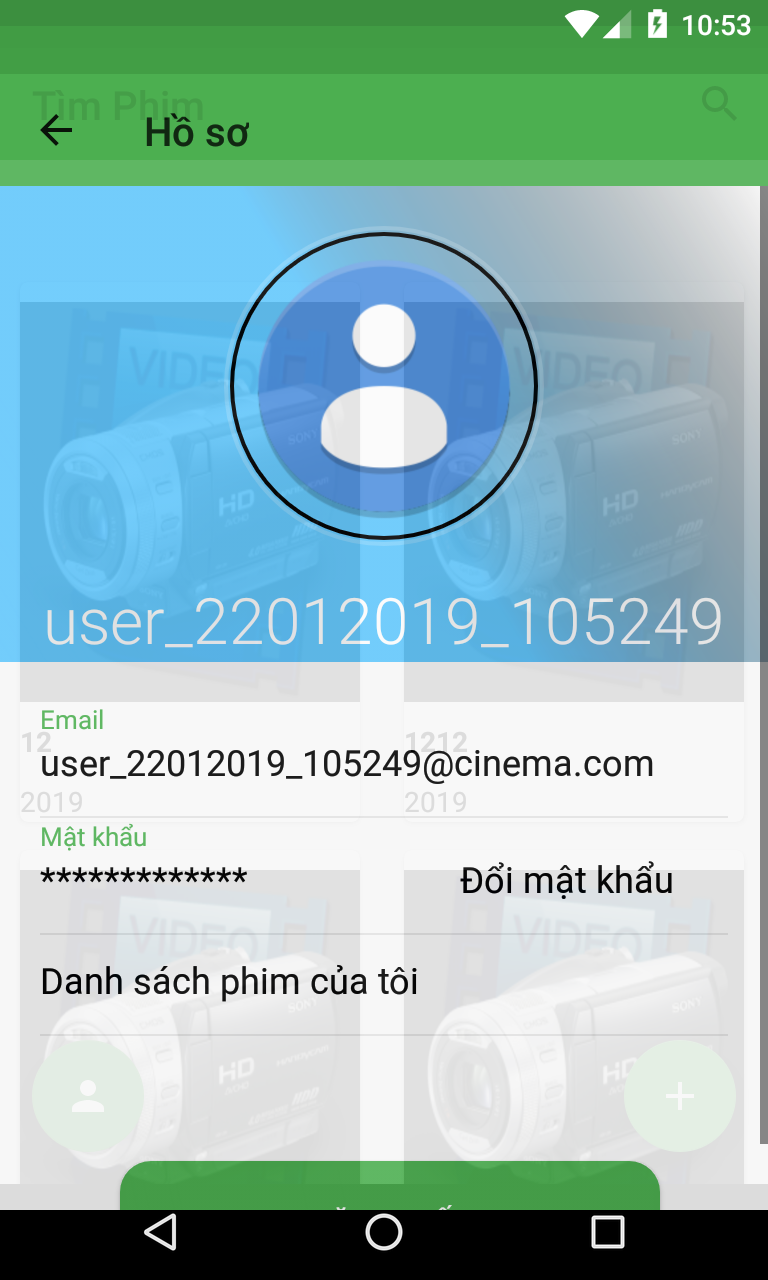 10:53
Tìm Phim
Hồ sơ
VIDEO VIDEO
SONY SONY
HD HD
user_22012019_105249
Email
12 1212
user_22012019_105249@cinema.com
2019 2019
Mật khẩu
************* Đổi mật khẩu
VIDEO VIDEO
Danh sách phim của tôi
SONY SONY
HD HD